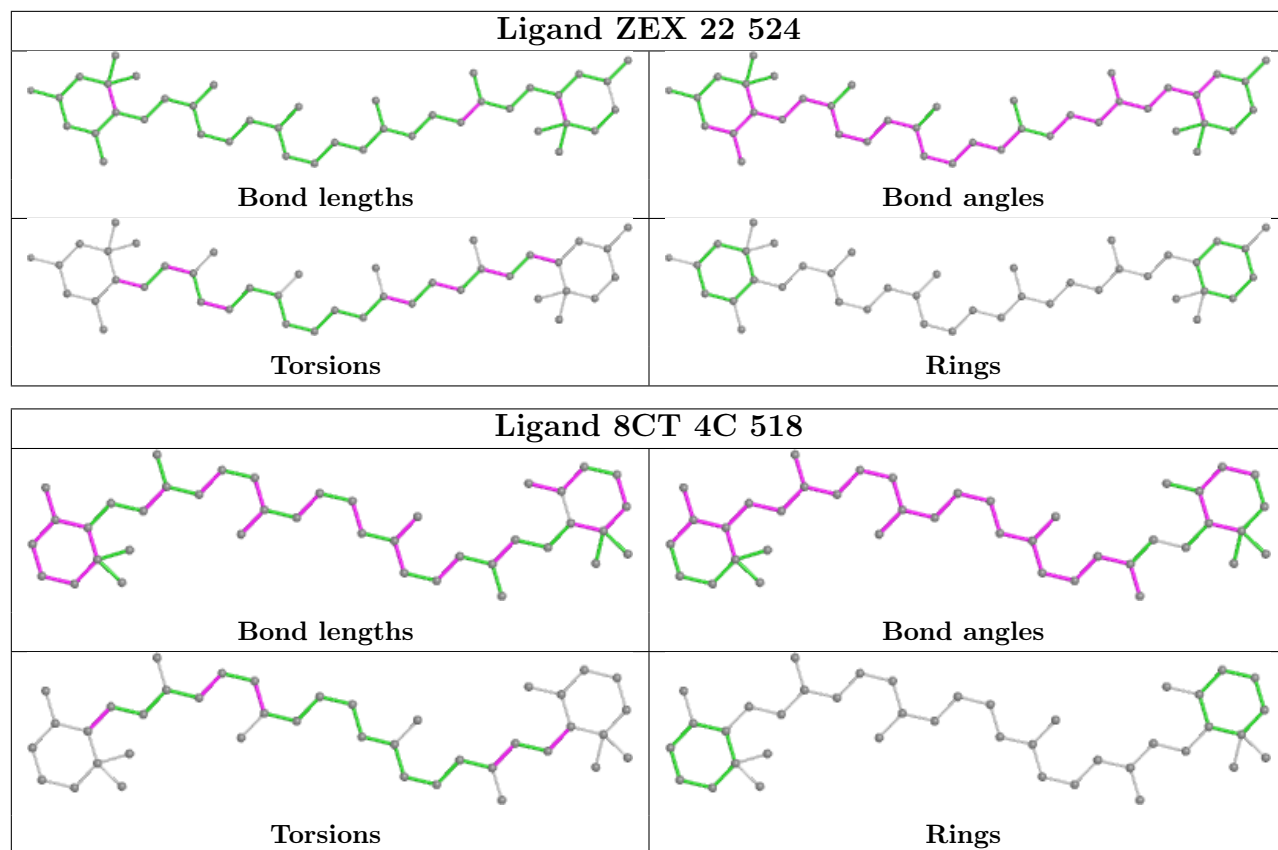 Ligand ZEX 22 524
Bond lengths
Bond angles
Torsions
Rings
Ligand 8CT 4C 518
Bond lengths
Bond angles
Torsions
Rings